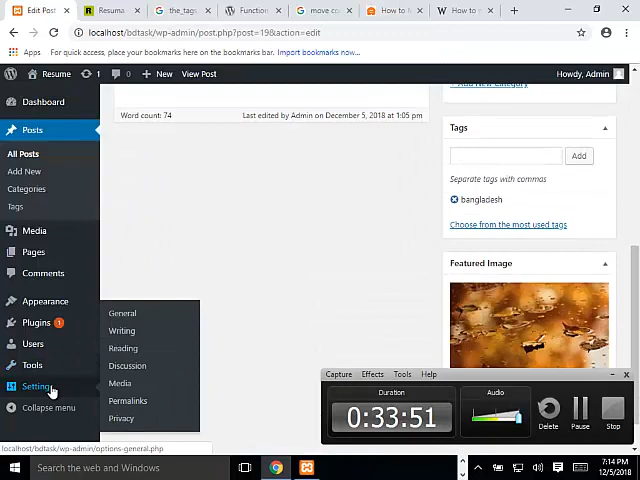 Edit Post
Resuma
the_tags
Function
move co
How to M
How to
localhost/bdtask/wp-admin/post.php?post=19&action=edit
Apps
For quick access, place your bookmarks here on the bookmarks bar. Import bookmarks now...
Resume
1
0
New
View Post
Howdy, Admin
Dashboard
+ Add New Category
Word count: 74
Last edited by Admin on December 5, 2018 at 1:05 pm
Posts
Tags
All Posts
Add
Add New
Separate tags with commas
Categories
bangladesh
Tags
Choose from the most used tags
Media
Pages
Featured Image
Comments
Appearance
General
Plugins 1
Writing
Users
Reading
Tools
Discussion
Settings
Media
Collapse menu
Permalinks
Privacy
Capture Effects Tools Help
Duration
Audio
0:33:51
Delete
Pause
Stop
localhost/bdtask/wp-admin/options-general.php
Search the web and Windows
7:14 PM
12/5/2018